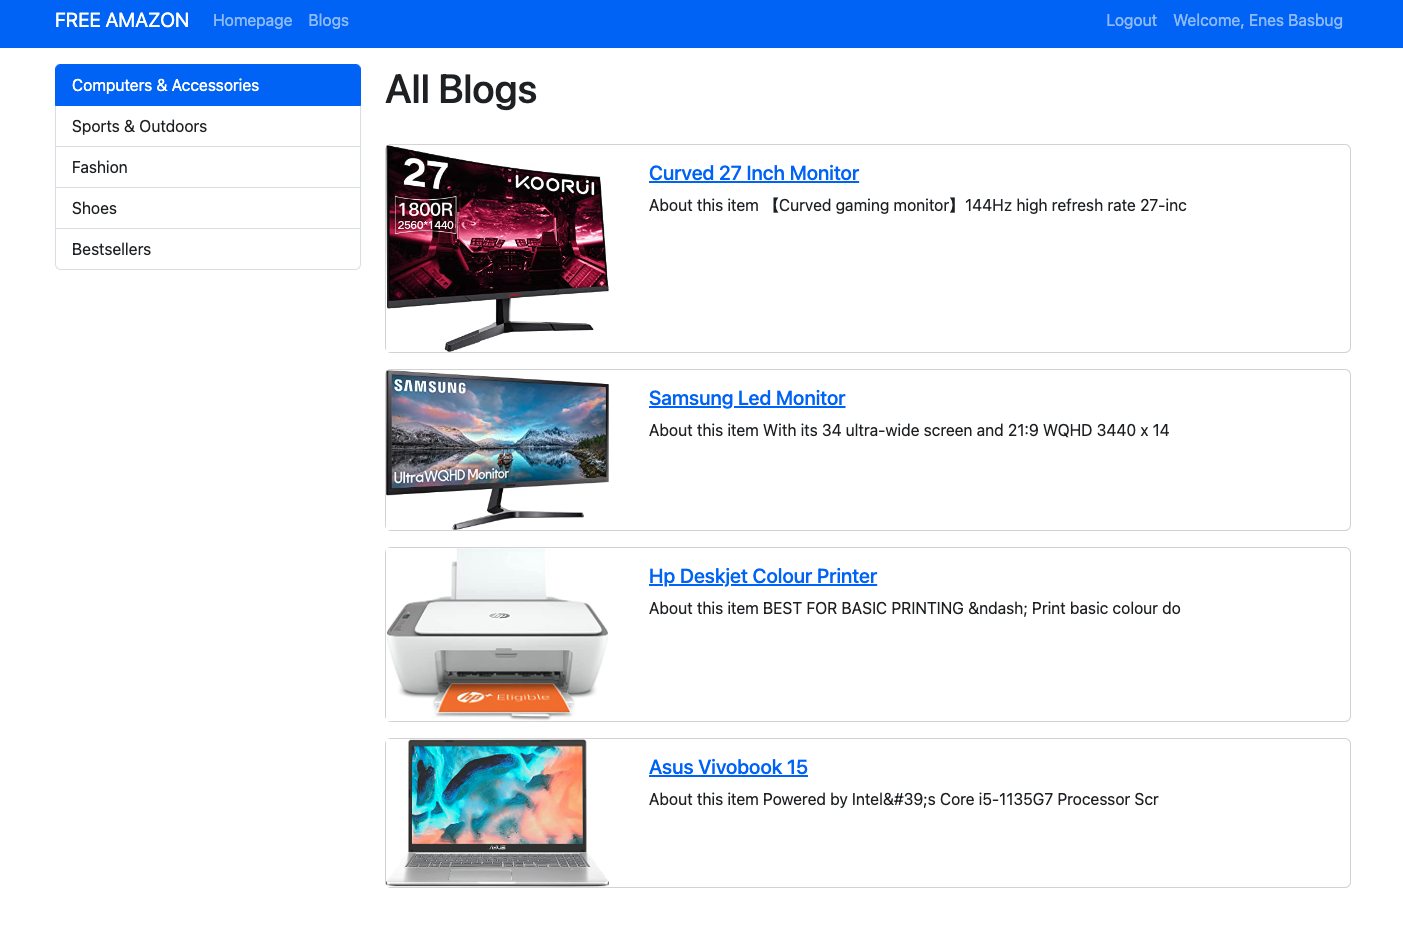 FREE AMAZON Homepage Blogs Logout Welcome, Enes Basbug
Computers & Accessories
Sports & Outdoors
Fashion
Shoes
Bestsellers
All Blogs
27
KOORUI
1800R
2560*1440
Curved 27 Inch Monitor
About this item 【Curved gaming monitor】144Hz high refresh rate 27-inc
SAMSUNG
UltraWQHD Monitor
Samsung Led Monitor
About this item With its 34 ultra-wide screen and 21:9 WQHD 3440 x 14
hp
hp+ Eligible
Hp Deskjet Colour Printer
About this item BEST FOR BASIC PRINTING &ndash; Print basic colour do
ASUS
Asus Vivobook 15
About this item Powered by Intel&#39;s Core i5-1135G7 Processor Scr